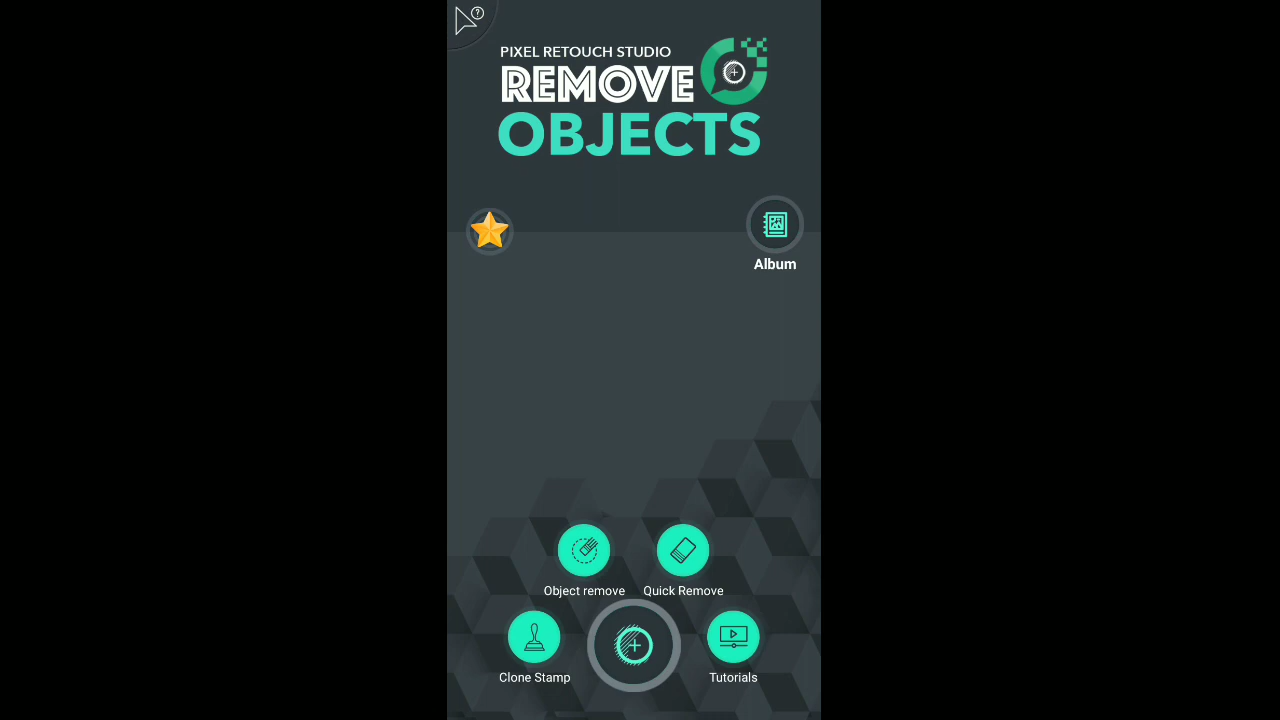 ?
PIXEL RETOUCH STUDIO
REMOVE
OBJECTS
Album
Object remove
Quick Remove
Clone Stamp
Tutorials